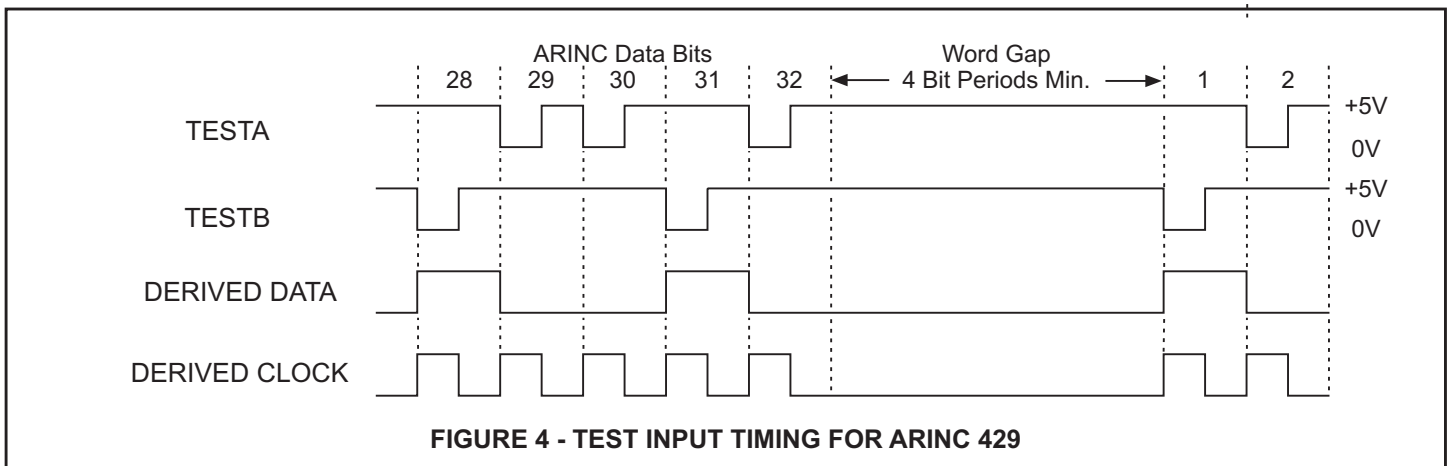 ARINC Data Bits
Word Gap
28 29 30 31 32 4 Bit Periods Min. 1 2
TESTA
+5V
0V
TESTB
+5V
0V
DERIVED DATA
DERIVED CLOCK
FIGURE 4 - TEST INPUT TIMING FOR ARINC 429